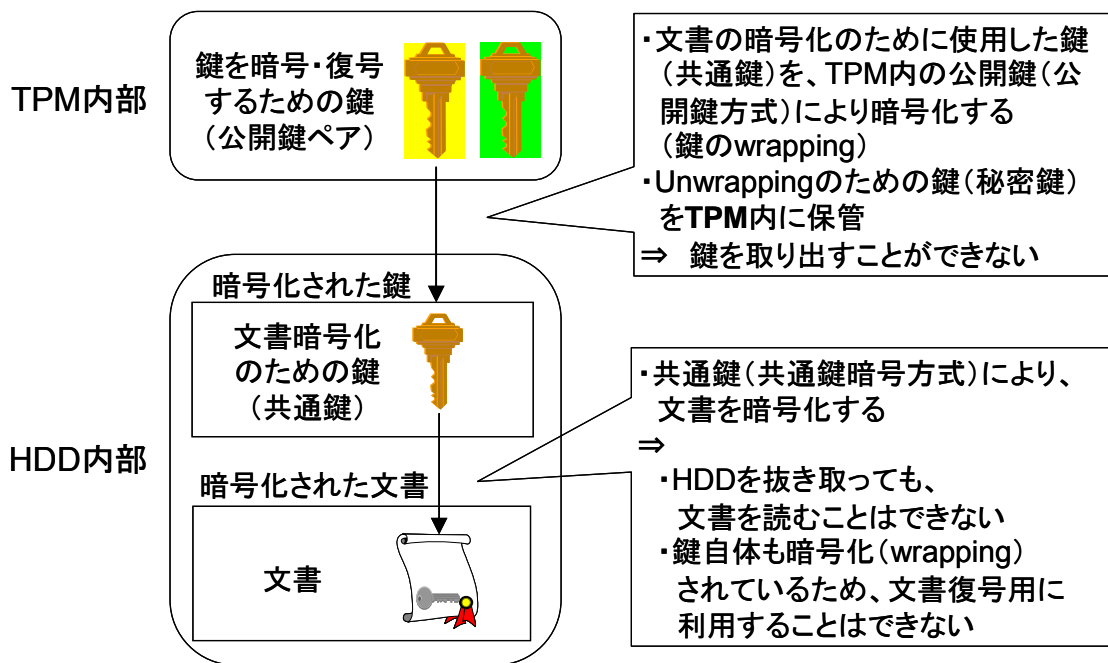 TPM内部
鍵を暗号・復号
するための鍵
（公開鍵ペア）
・文書の暗号化のために使用した鍵
（共通鍵）を、TPM内の公開鍵（公
開鍵方式）により暗号化する
（鍵のwrapping）
・Unwrappingのための鍵（秘密鍵）
をTPM内に保管
⇒ 鍵を取り出すことができない
HDD内部
暗号化された鍵
文書暗号化
のための鍵
（共通鍵）
暗号化された文書
文書
・共通鍵（共通鍵暗号方式）により、
文書を暗号化する
⇒
・HDDを抜き取っても、
文書を読むことはできない
・鍵自体も暗号化（wrapping）
されているため、文書復号用に
利用することはできない